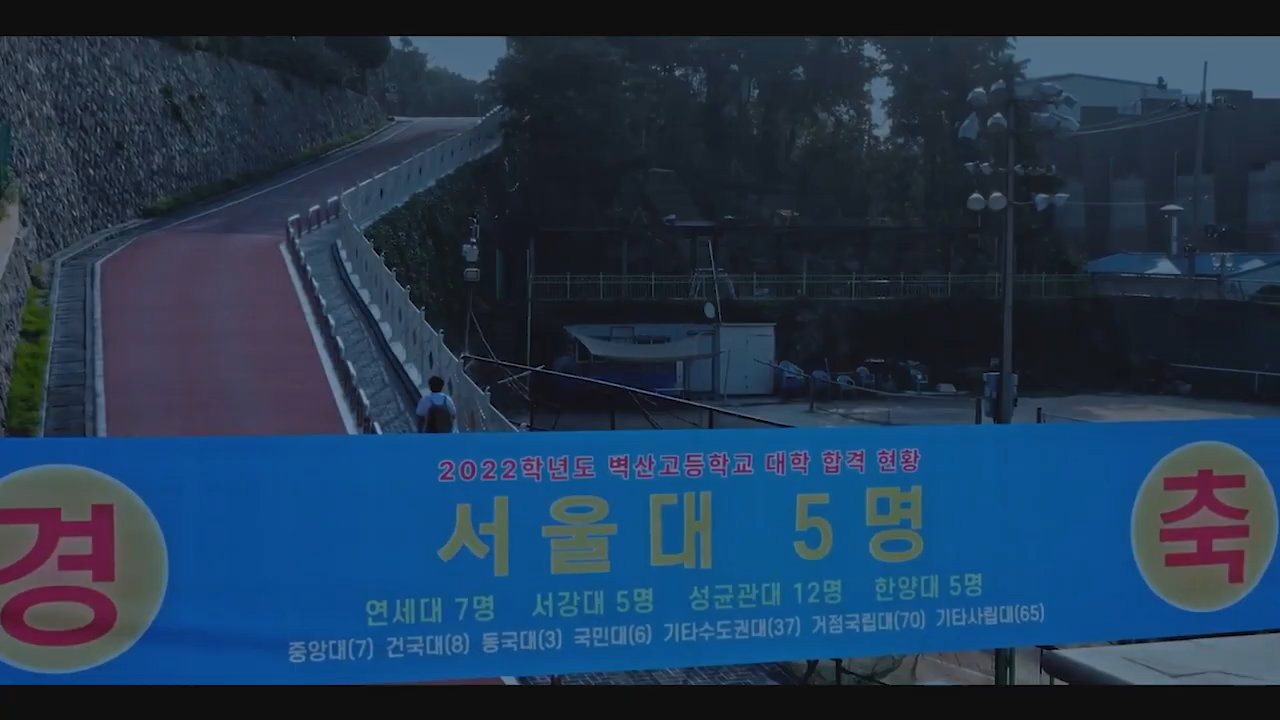 경 축
2022학년도 벽산고등학교 대학 합격 현황
서울대 5명
연세대 7명 서강대 5명 성균관대 12명 한양대 5명
중앙대(7) 건국대(8) 동국대(3) 국민대(6) 기타수도권대(37) 거점국립대(70) 기타사립대(65)